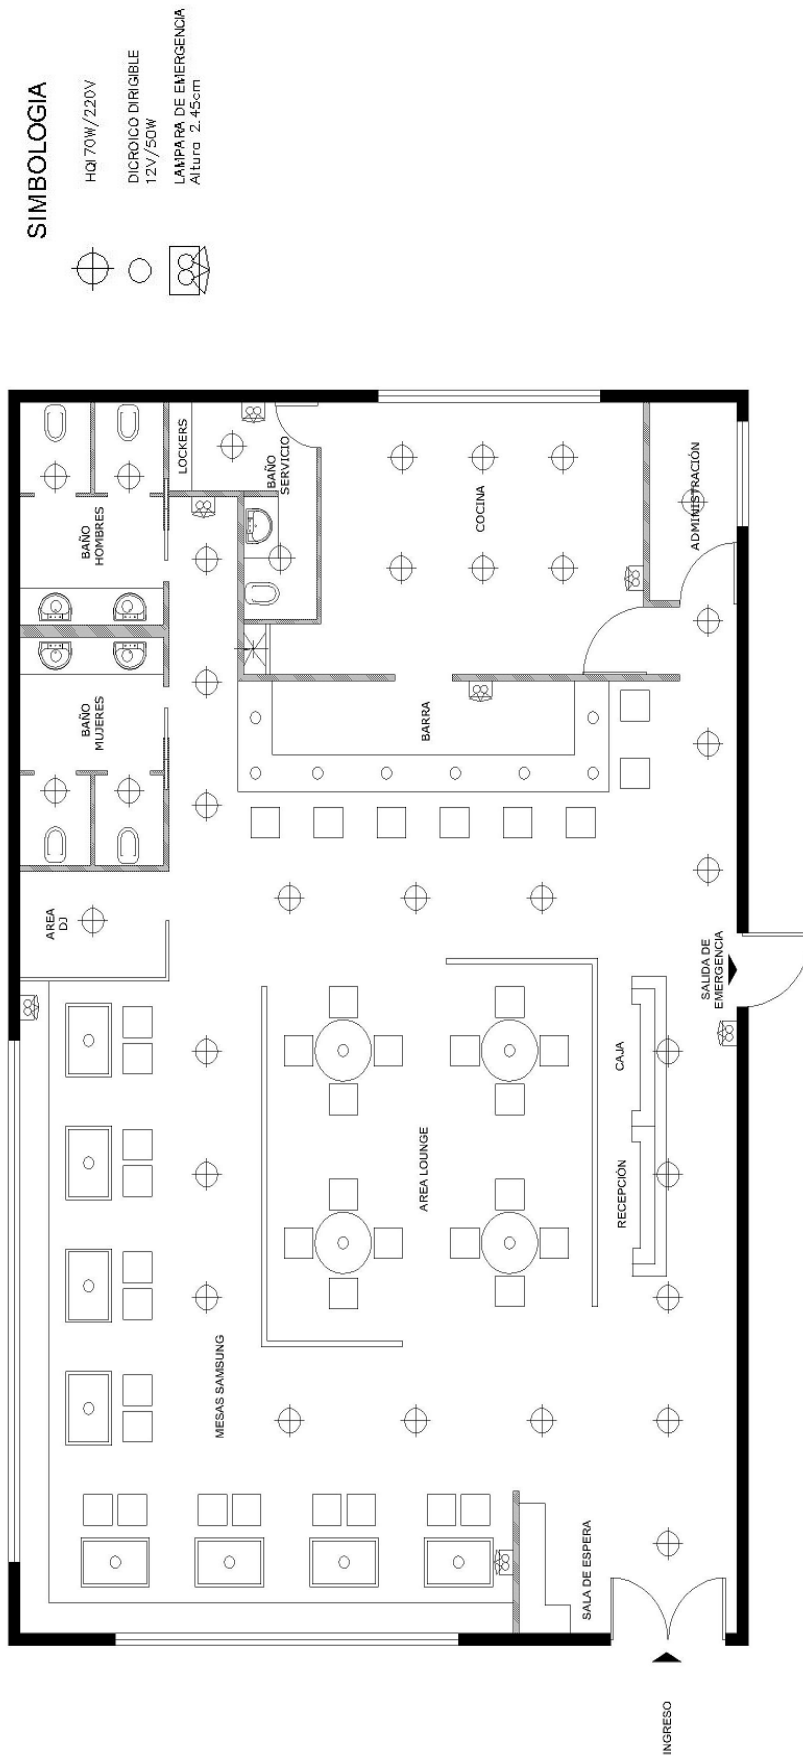 SIMBOLOGIA
HQI 70W/220V
DICROICO DIRIGIBLE
12V/50W
LAMPARA DE EMERGENCIA
Altura 2.45cm
BAÑO
HOMBRES
LOCKERS
BAÑO
SERVICIO
COCINA
ADMINISTRACIÓN
BAÑO
MUJERES
BARRA
AREA
DJ
SALIDA DE
EMERGENCIA
CAJA
AREA LOUNGE
RECEPCIÓN
MESAS SAMSUNG
SALA DE ESPERA
INGRESO